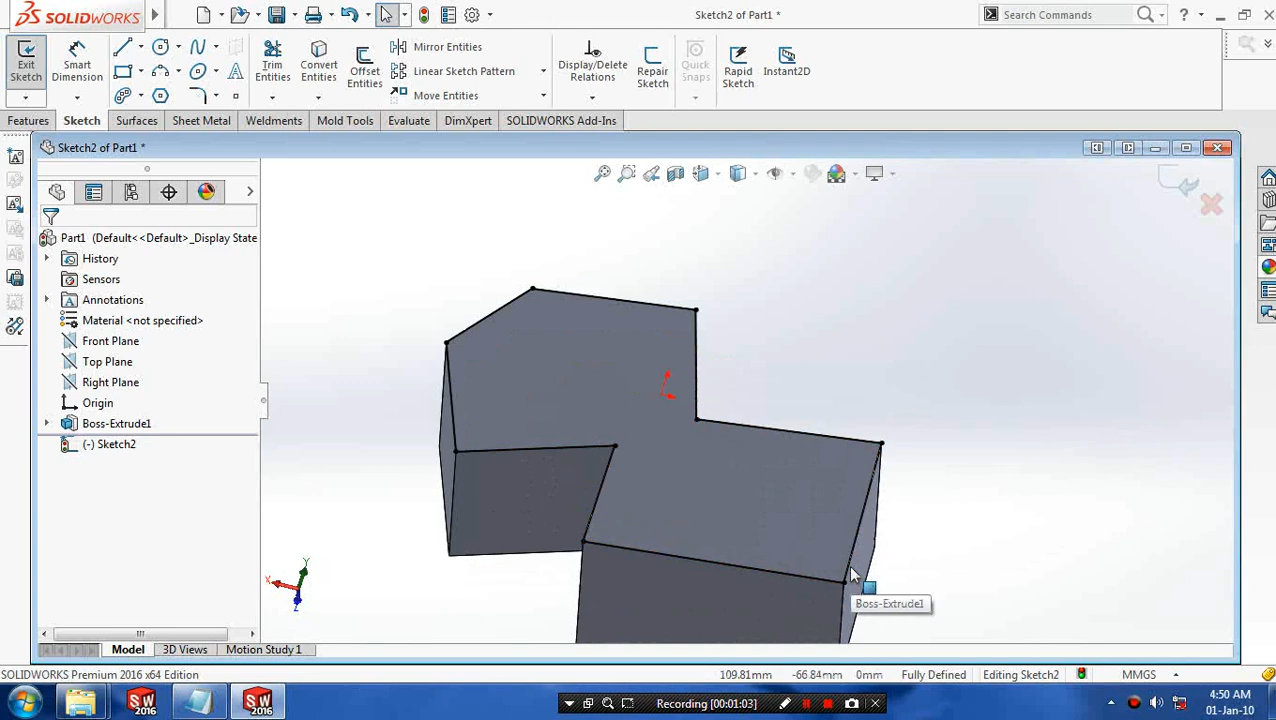 SOLIDWORKS
Sketch2 of Part1 *
Search Commands
?
Exit Sketch
Smart Dimension
Trim Entities
Convert Entities
Offset Entities
Mirror Entities
Linear Sketch Pattern
Move Entities
Display/Delete Relations
Repair Sketch
Quick Snaps
Rapid Sketch
Instant2D
Features Sketch Surfaces Sheet Metal Weldments Mold Tools Evaluate DimXpert SOLIDWORKS Add-Ins
Sketch2 of Part1 *
Part1 (Default<<Default>_Display State
History
Sensors
Annotations
Material <not specified>
Front Plane
Top Plane
Right Plane
Origin
Boss-Extrude1
(-) Sketch2
Y
X
Z
Boss-Extrude1
Model 3D Views Motion Study 1
SOLIDWORKS Premium 2016 x64 Edition
109.81mm -66.84mm 0mm Fully Defined Editing Sketch2 MMGS
SW 2016
SW 2016
Recording [00:01:03]
4:50 AM
01-Jan-10